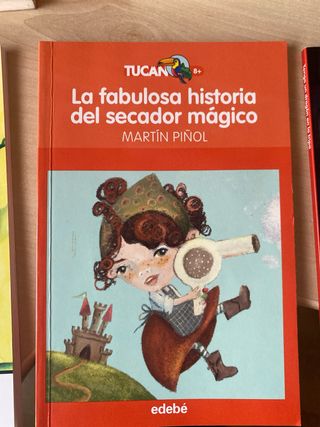 TUCAN 8+
La fabulosa historia
del secador mágico
MARTÍN PIÑOL
edebé